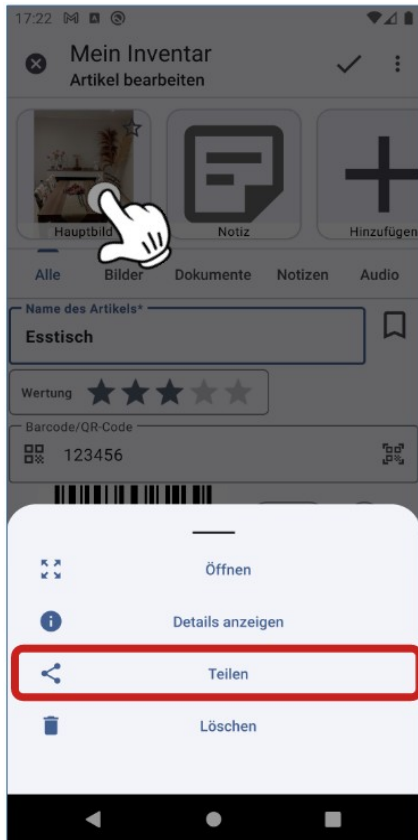 17:22
Mein Inventar
Artikel bearbeiten
Hauptbild
Notiz
Hinzufügen
Alle Bilder Dokumente Notizen Audio
Name des Artikels*
Esstisch
Wertung
Barcode/QR-Code
123456
Öffnen
Details anzeigen
Teilen
Löschen